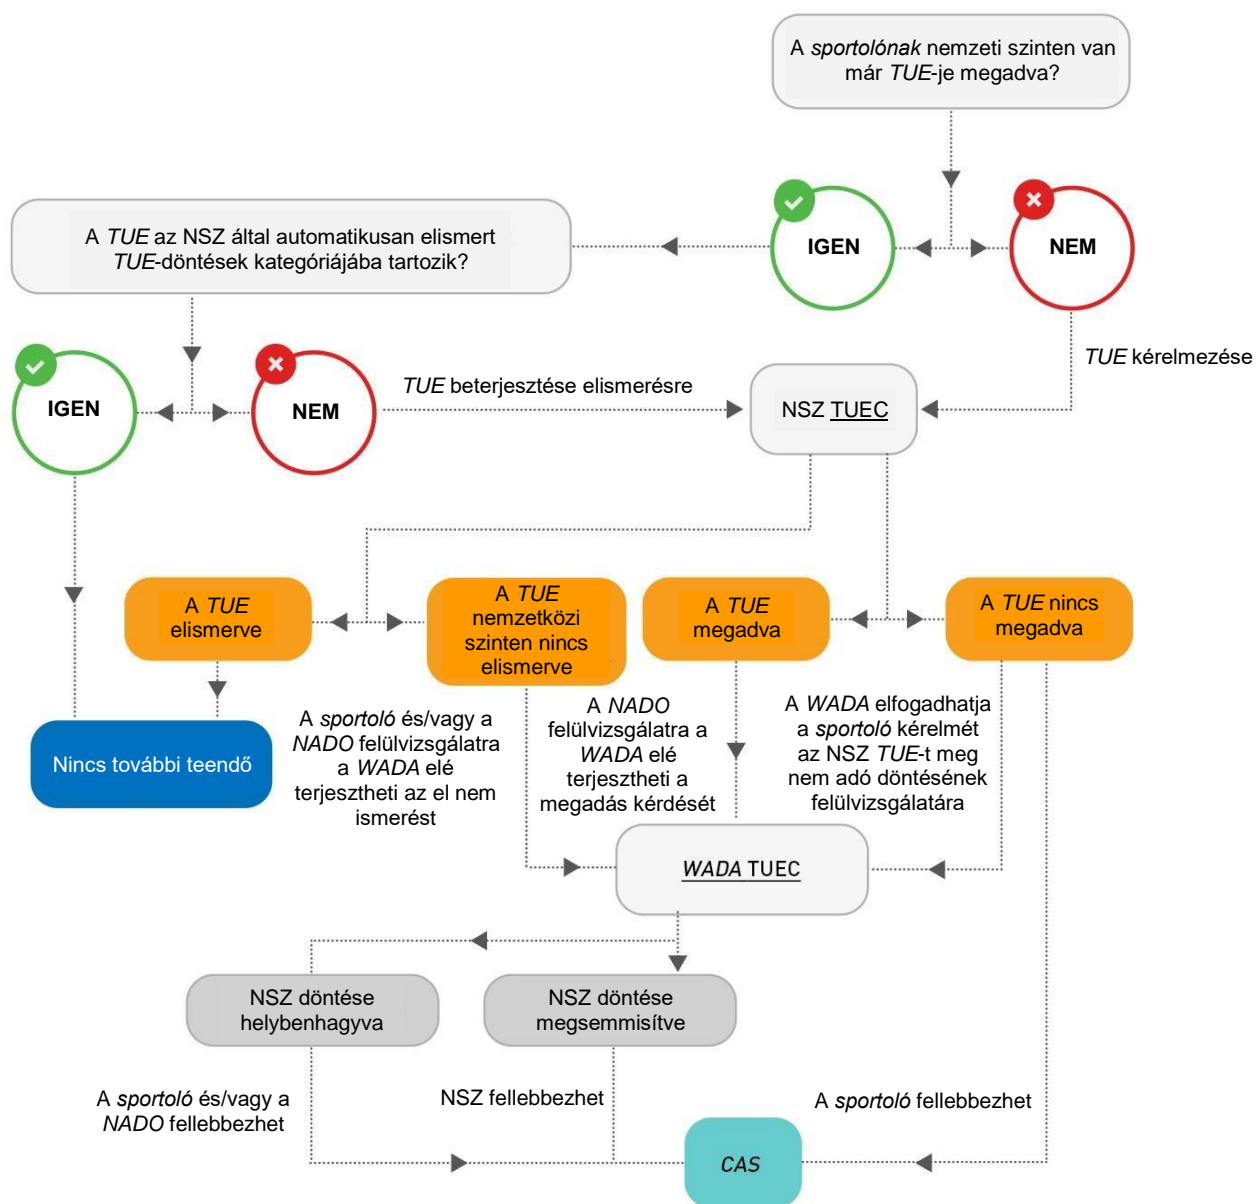 A sportolónak nemzeti szinten van
már TUE-je megadva?
IGEN
NEM
A TUE az NSZ által automatikusan elismert
TUE-döntések kategóriájába tartozik?
TUE kérelmezése
IGEN
NEM
TUE beterjesztése elismerésre
NSZ TUEC
A TUE
elismerve
A TUE
nemzetközi
szinten nincs
elismerve
A TUE
megadva
A TUE nincs
megadva
Nincs további teendő
A sportoló és/vagy a
NADO felülvizsgálatra
a WADA elé
terjesztheti az el nem
ismerést
A NADO
felülvizsgálatra a
WADA elé
terjesztheti a
megadás kérdését
A WADA elfogadhatja
a sportoló kérelmét
az NSZ TUE-t meg
nem adó döntésének
felülvizsgálatára
WADA TUEC
NSZ döntése
helybenhagyva
NSZ döntése
megsemmisítve
A sportoló és/vagy a
NADO fellebbezhet
NSZ fellebbezhet
A sportoló fellebbezhet
CAS